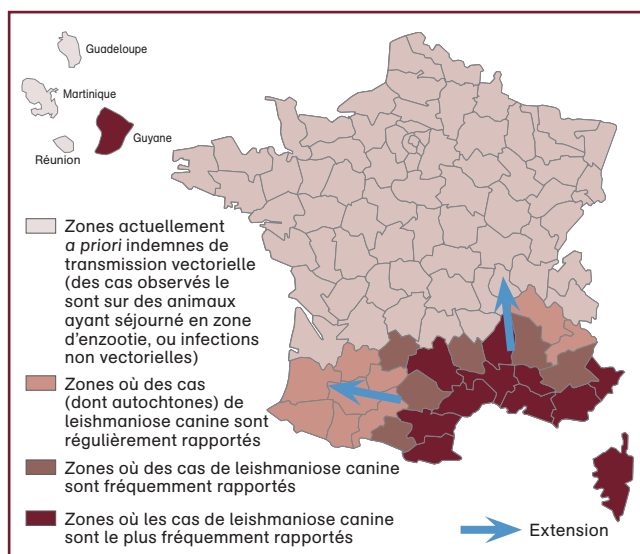 Guadeloupe
Martinique
Guyane
Réunion
Zones actuellement
a priori indemnes de
transmission vectorielle
(des cas observés le
sont sur des animaux
ayant séjourné en zone
d'enzootie, ou infections
non vectorielles)
Zones où des cas
(dont autochtones) de
leishmaniose canine sont
régulièrement rapportés
Zones où des cas de leishmaniose canine
sont fréquemment rapportés
Zones où les cas de leishmaniose canine
sont le plus fréquemment rapportés
Extension